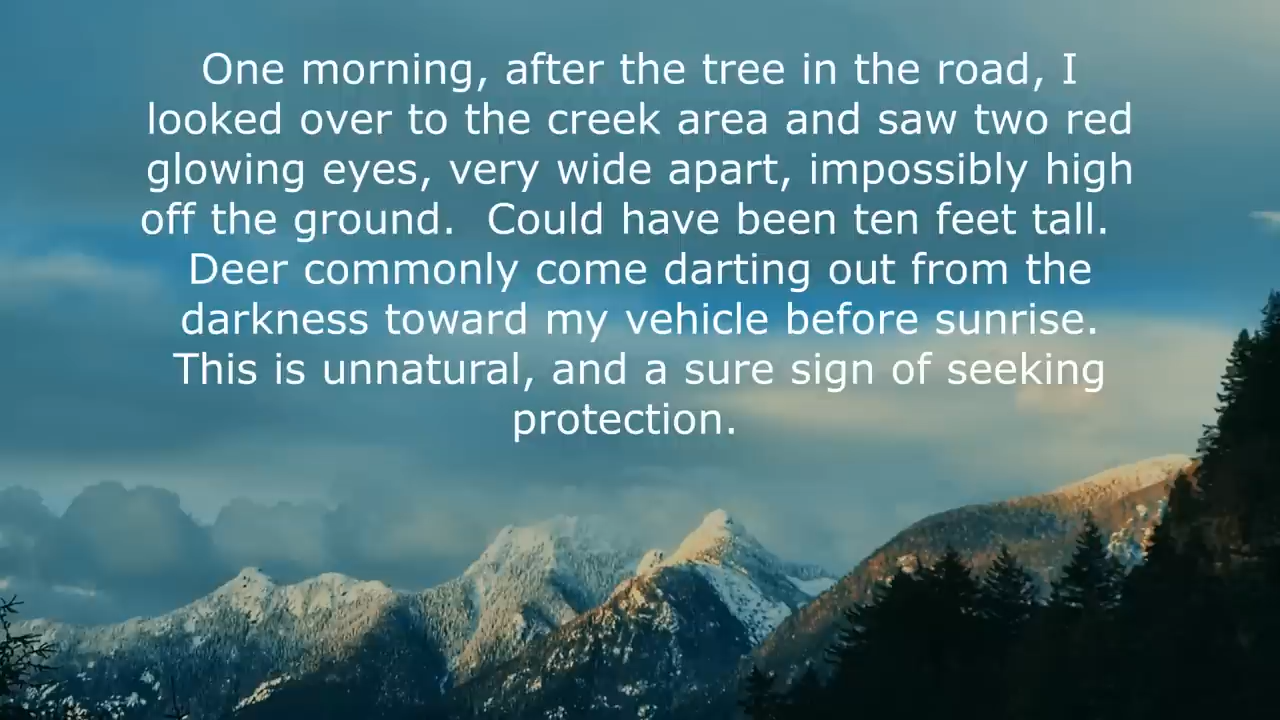 One morning, after the tree in the road, I
looked over to the creek area and saw two red
glowing eyes, very wide apart, impossibly high
off the ground.  Could have been ten feet tall.
Deer commonly come darting out from the
darkness toward my vehicle before sunrise.
This is unnatural, and a sure sign of seeking
protection.